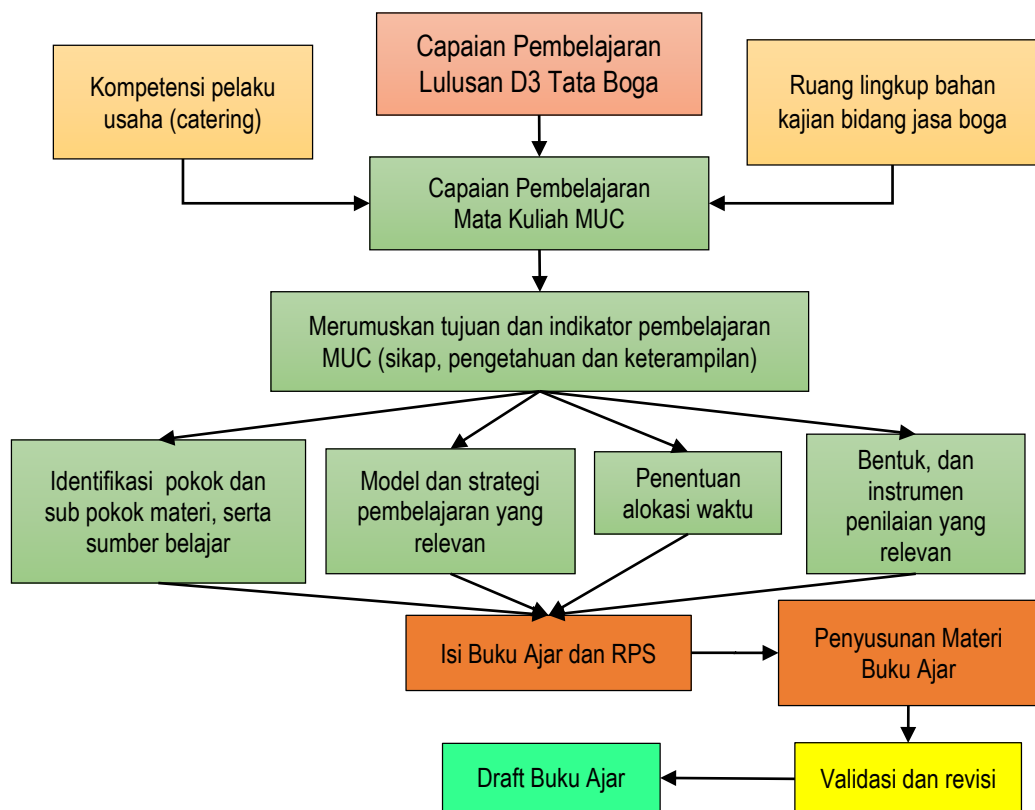 Capaian Pembelajaran
Lulusan D3 Tata Boga
Kompetensi pelaku
usaha (catering)
Ruang lingkup bahan
kajian bidang jasa boga
Capaian Pembelajaran
Mata Kuliah MUC
Merumuskan tujuan dan indikator pembelajaran
MUC (sikap, pengetahuan dan keterampilan)
Identifikasi pokok dan
sub pokok materi, serta
sumber belajar
Model dan strategi
pembelajaran yang
relevan
Penentuan
alokasi waktu
Bentuk, dan
instrumen
penilaian yang
relevan
Isi Buku Ajar dan RPS
Penyusunan Materi
Buku Ajar
Validasi dan revisi
Draft Buku Ajar